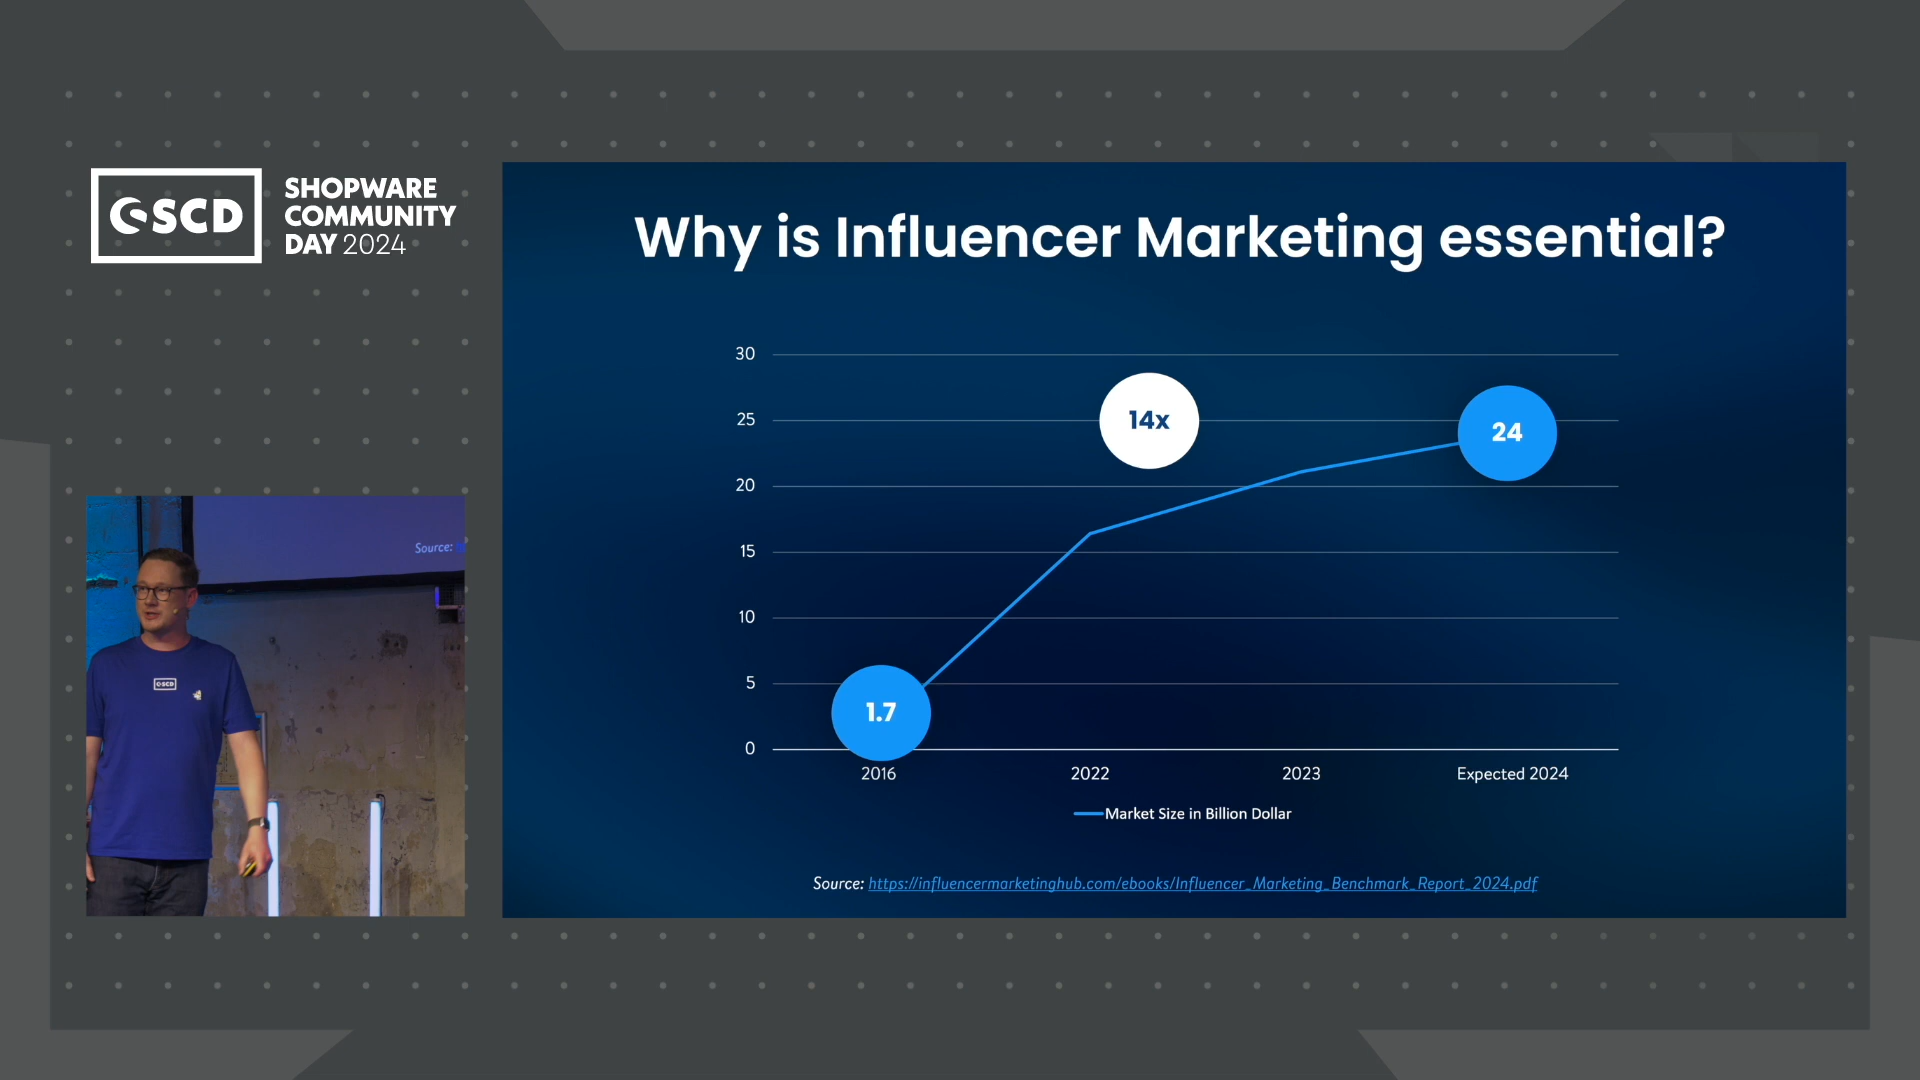 SCD
SHOPWARE
COMMUNITY
DAY 2024
Why is Influencer Marketing essential?
30
25
20
15
10
5
0
14x
24
1.7
2016
2022
2023
Expected 2024
Market Size in Billion Dollar
Source: https://influencermarketinghub.com/ebooks/Influencer_Marketing_Benchmark_Report_2024.pdf
Source:
SCD